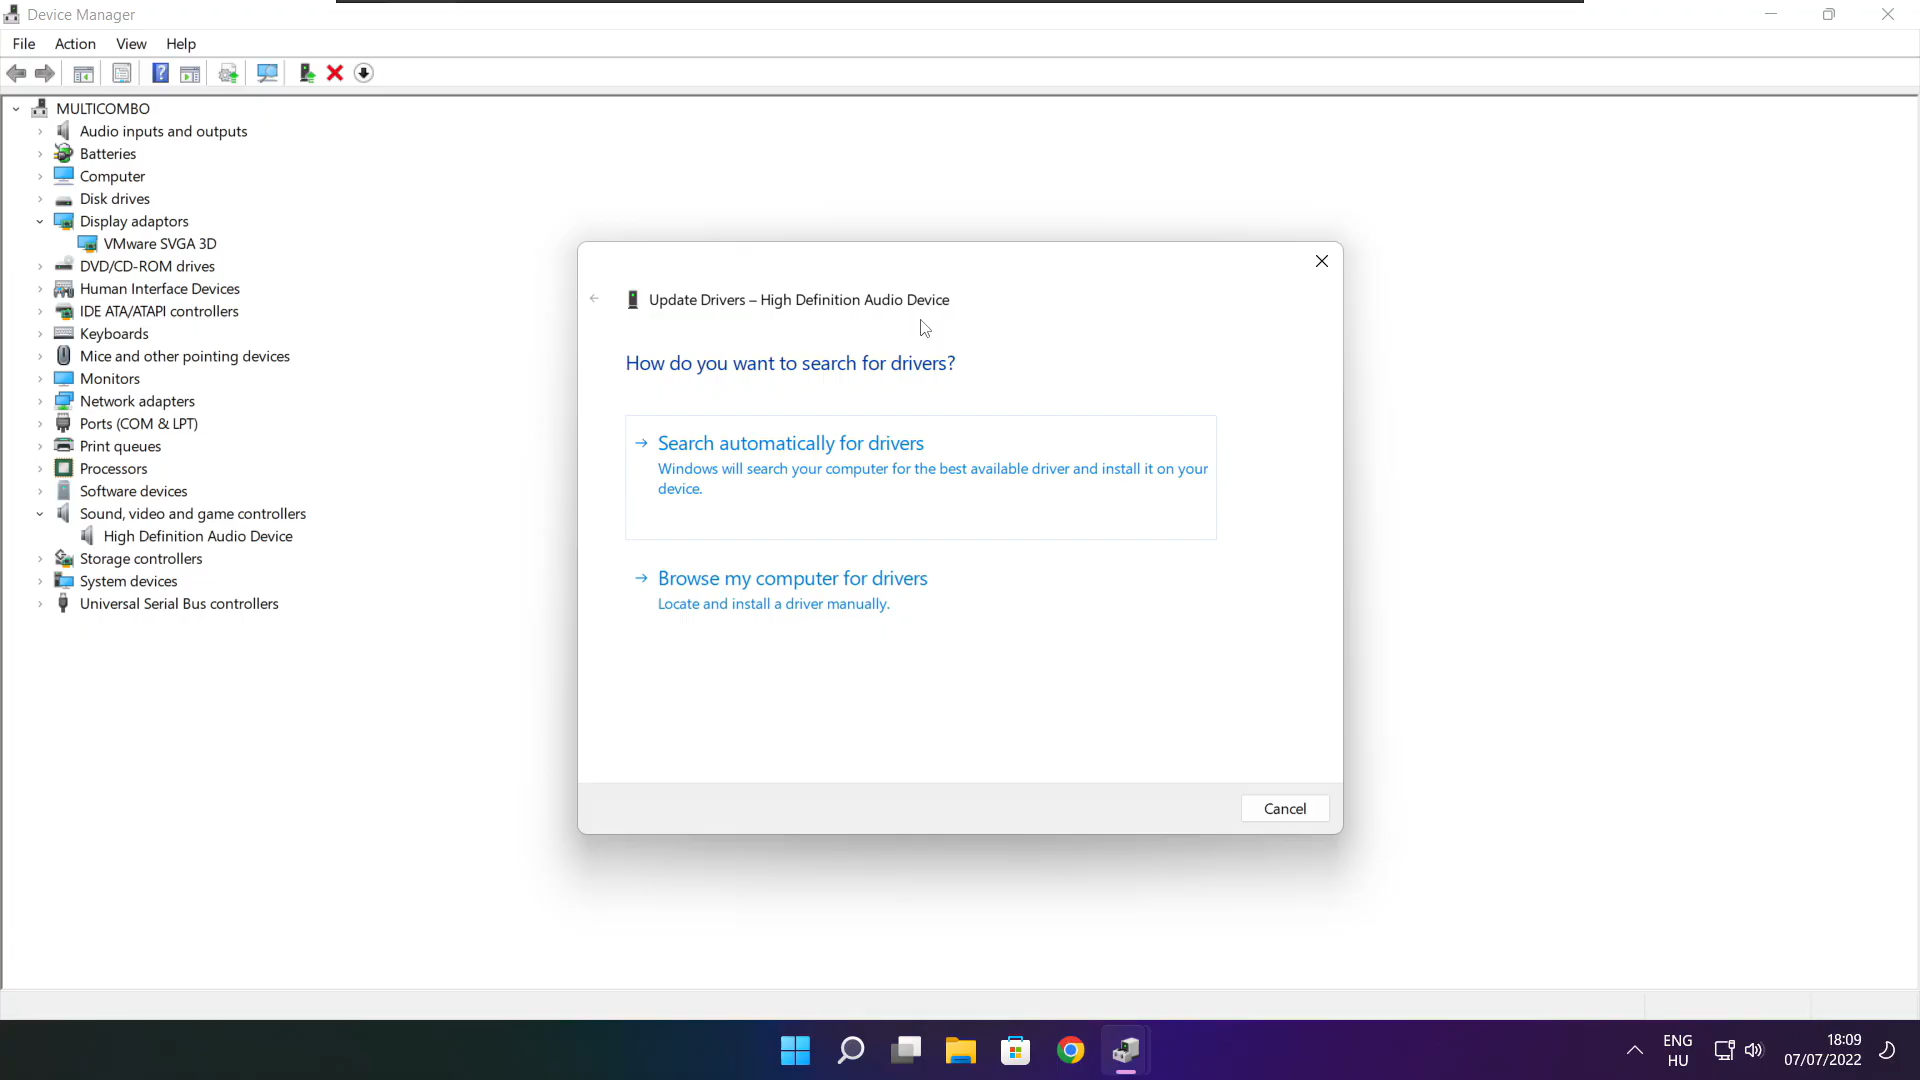 Device Manager
File Action View Help
MULTICOMBO
Audio inputs and outputs
Batteries
Computer
Disk drives
Display adaptors
VMware SVGA 3D
DVD/CD-ROM drives
Human Interface Devices
IDE ATA/ATAPI controllers
Keyboards
Mice and other pointing devices
Monitors
Network adapters
Ports (COM & LPT)
Print queues
Processors
Software devices
Sound, video and game controllers
High Definition Audio Device
Storage controllers
System devices
Universal Serial Bus controllers
Update Drivers – High Definition Audio Device
How do you want to search for drivers?
Search automatically for drivers
Windows will search your computer for the best available driver and install it on your
device.
Browse my computer for drivers
Locate and install a driver manually.
Cancel
ENG
HU
18:09
07/07/2022